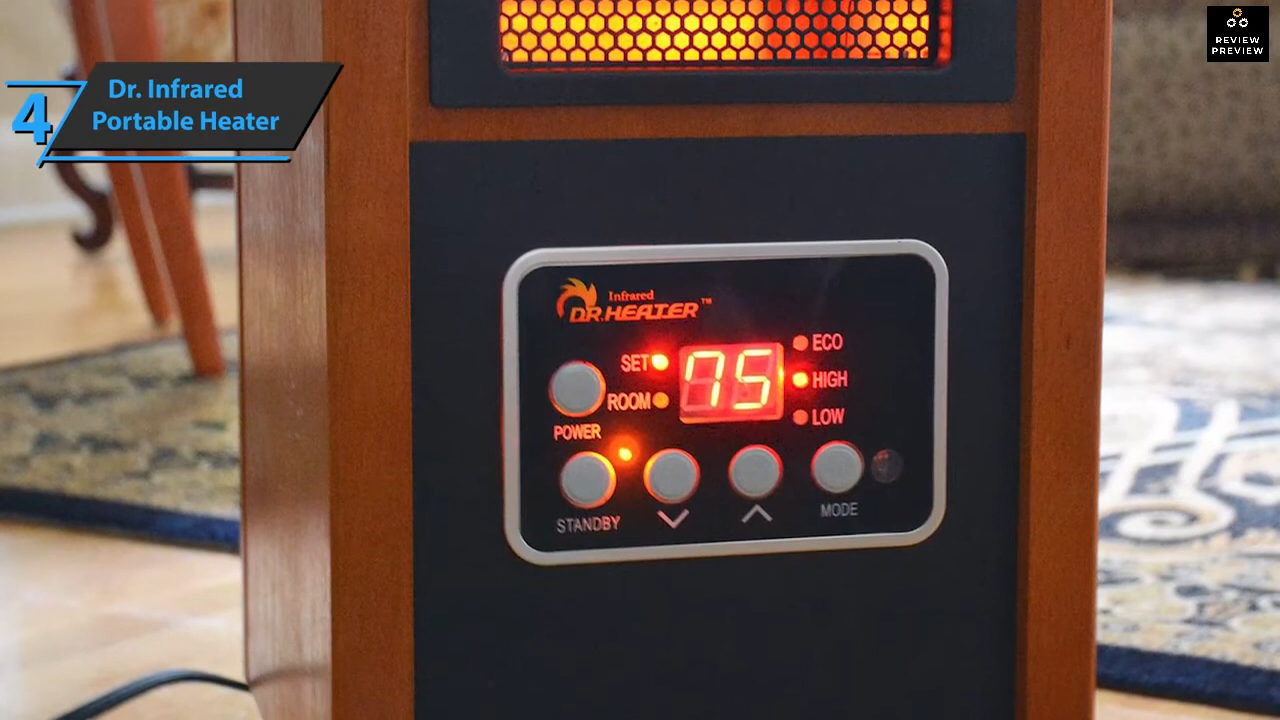 4
Dr. Infrared
Portable Heater
REVIEW
PREVIEW
Infrared
DR.HEATER™
SET
75
ECO
ROOM
HIGH
LOW
POWER
STANDBY
MODE